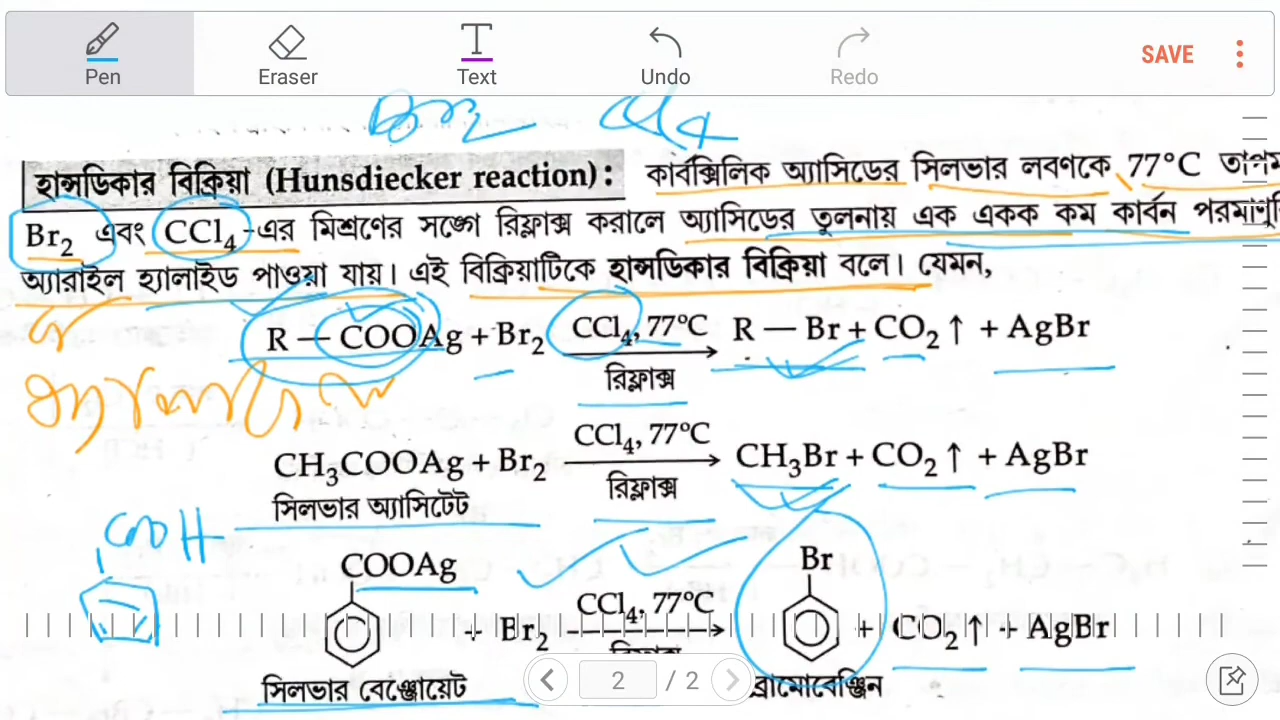 Pen
Eraser
Text
Undo
Redo
SAVE
Br2 CCl4
হান্সডিকার বিক্রিয়া (Hunsdiecker reaction) : কার্বক্সিলিক অ্যাসিডের সিলভার লবণকে 77°C
Br₂ এবং CCl₄-এর মিশ্রণের সঙ্গে রিফ্লাক্স করালে অ্যাসিডের তুলনায় এক একক কম কার্বন
অ্যারাইল হ্যালাইড পাওয়া যায়। এই বিক্রিয়াটিকে হান্সডিকার বিক্রিয়া বলে। যেমন,
R — COOAg + Br₂ CCl₄, 77°C R — Br + CO₂ ↑ + AgBr
রিফ্লাক্স
CH₃COOAg + Br₂ CCl₄, 77°C CH₃Br + CO₂ ↑ + AgBr
সিলভার অ্যাসিটেট রিফ্লাক্স
COOH
COOAg Br
+ Br₂ CCl₄, 77°C + CO₂ ↑ + AgBr
সিলভার বেঞ্জোয়েট ব্রোমোবেঞ্জিন
2 / 2